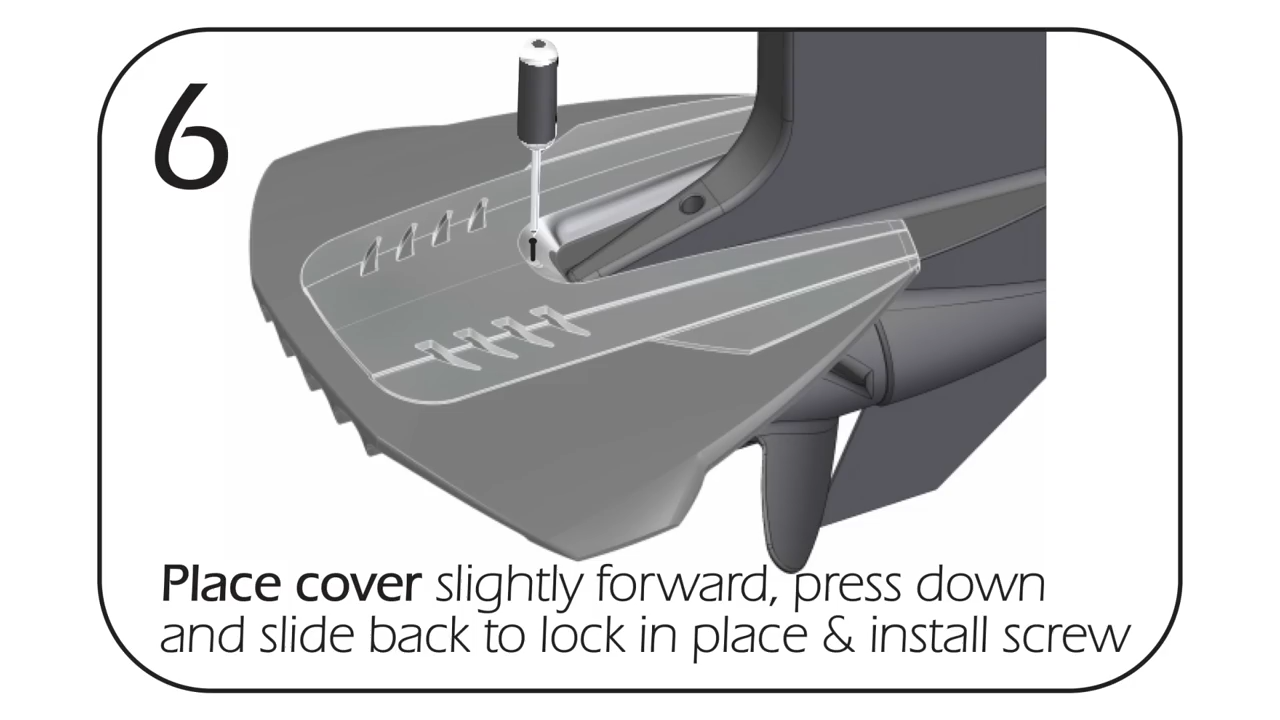 6
Place cover slightly forward, press down
and slide back to lock in place & install screw